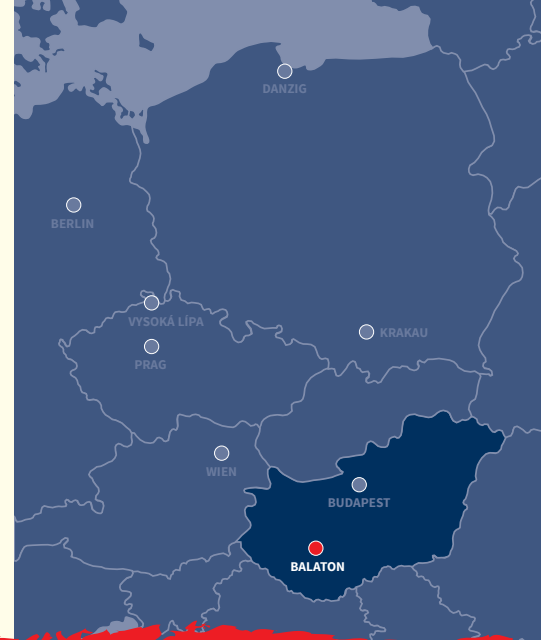 DANZIG
BERLIN
VYSOKÁ LÍPA
KRAKAU
PRAG
WIEN
BUDAPEST
BALATON